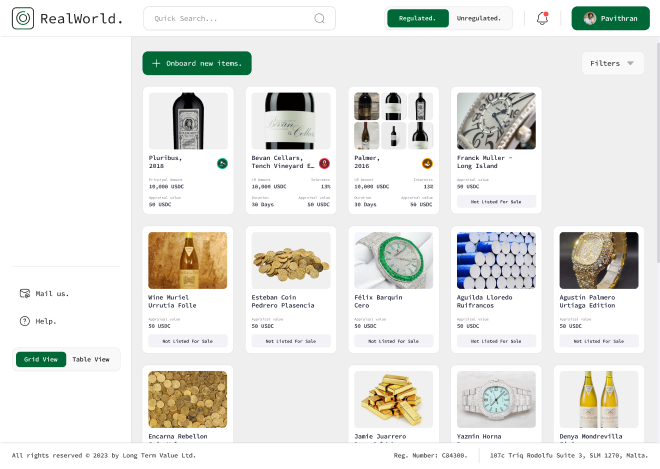 RealWorld.
Quick Search...
Regulated.
Unregulated.
Pavithran
Onboard new items.
Filters
Pluribus,
2018
Principal Amount
10,000 USDC
Appraisal value
50 USDC
Bevan Cellars,
Tench Vineyard E…
LH Amount
Interests
10,000 USDC
13%
Duration
Appraisal value
30 Days
50 USDC
Palmer,
2016
LH Amount
Interests
10,000 USDC
13%
Duration
Appraisal value
30 Days
50 USDC
Franck Muller -
Long Island
Appraisal value
50 USDC
Not Listed For Sale
Wine Muriel
Urrutia Folle
Appraisal value
50 USDC
Not Listed For Sale
Esteban Coin
Pedrero Plasencia
Appraisal value
50 USDC
Not Listed For Sale
Félix Barquin
Cero
Appraisal value
50 USDC
Not Listed For Sale
Aguilda Lloredo
Ruifrancos
Appraisal value
50 USDC
Not Listed For Sale
Agustín Palmero
Urtiaga Edition
Appraisal value
50 USDC
Not Listed For Sale
Mail us.
Help.
Grid View
Table View
Encarna Rebellon
Jamie Juarrero
Yazmin Horna
Denya Mondrevilla
All rights reserved © 2023 by Long Term Value Ltd.
Reg. Number: C84300.
107c Triq Rodolfu Suite 3, SLM 1270, Malta.